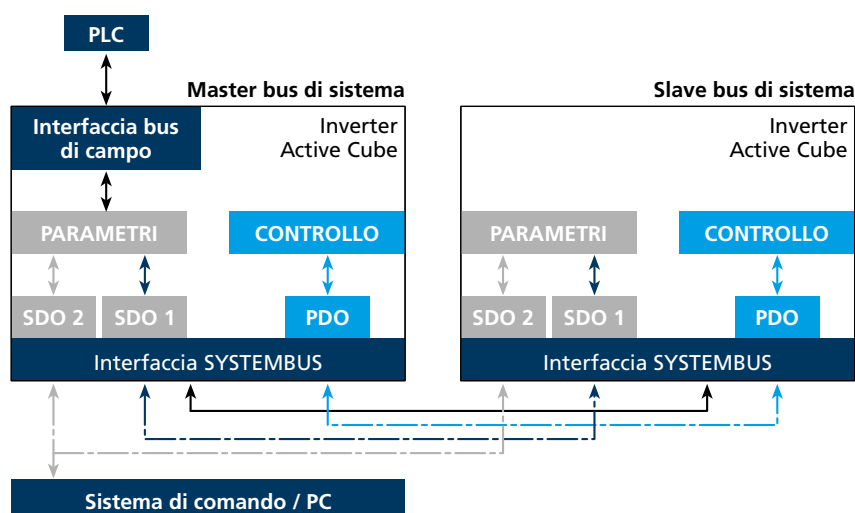 PLC
Master bus di sistema
Slave bus di sistema
Interfaccia bus
di campo
Inverter
Active Cube
Inverter
Active Cube
PARAMETRI
CONTROLLO
PARAMETRI
CONTROLLO
SDO 2
SDO 1
PDO
SDO 2
SDO 1
PDO
Interfaccia SYSTEMBUS
Interfaccia SYSTEMBUS
Sistema di comando / PC